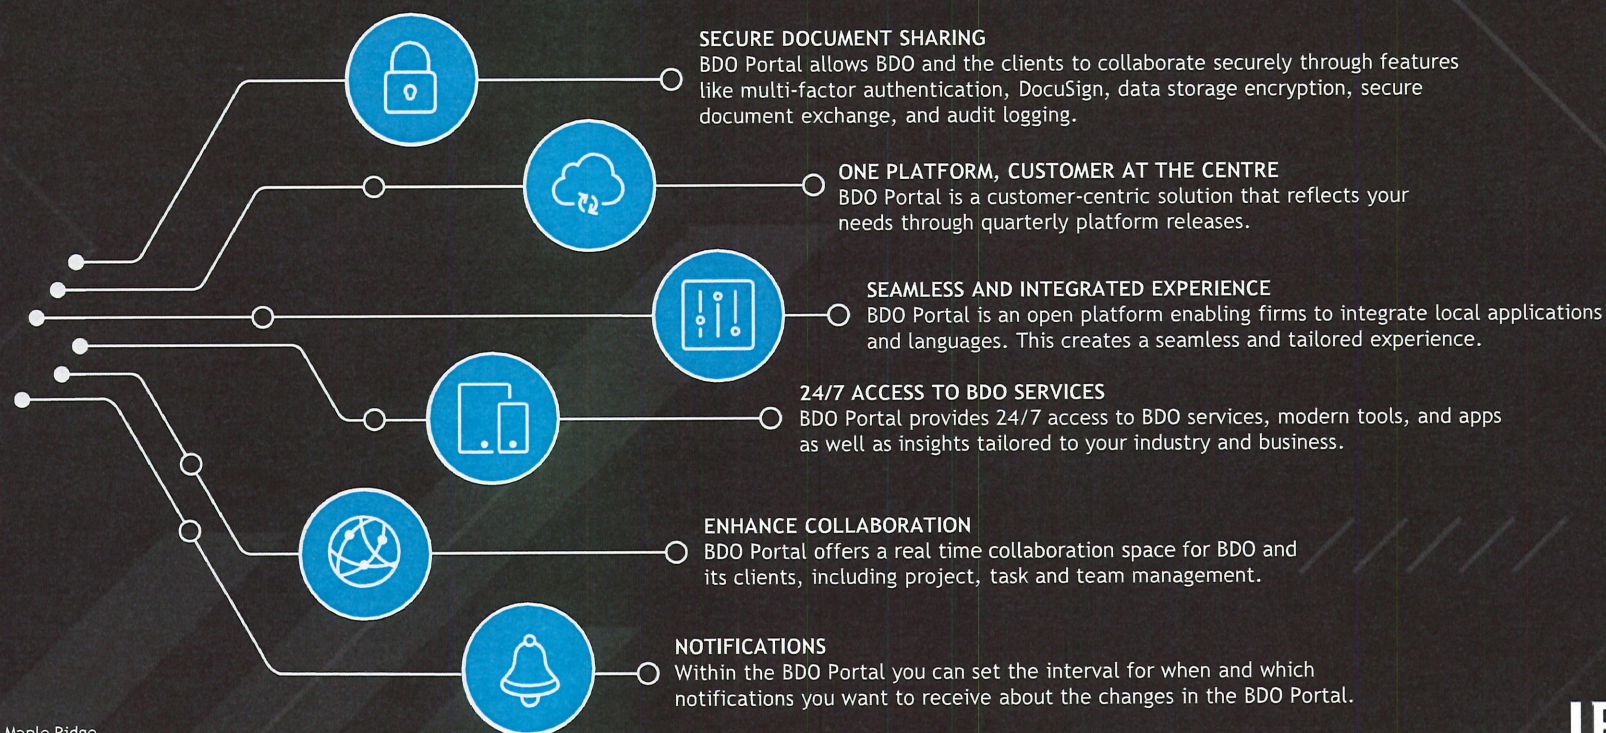 SECURE DOCUMENT SHARING
BDO Portal allows BDO and the clients to collaborate securely through features
like multi-factor authentication, DocuSign, data storage encryption, secure
document exchange, and audit logging.
ONE PLATFORM, CUSTOMER AT THE CENTRE
BDO Portal is a customer-centric solution that reflects your
needs through quarterly platform releases.
SEAMLESS AND INTEGRATED EXPERIENCE
BDO Portal is an open platform enabling firms to integrate local applications
and languages. This creates a seamless and tailored experience.
24/7 ACCESS TO BDO SERVICES
BDO Portal provides 24/7 access to BDO services, modern tools, and apps
as well as insights tailored to your industry and business.
ENHANCE COLLABORATION
BDO Portal offers a real time collaboration space for BDO and
its clients, including project, task and team management.
NOTIFICATIONS
Within the BDO Portal you can set the interval for when and which
notifications you want to receive about the changes in the BDO Portal.
Maple Ridge